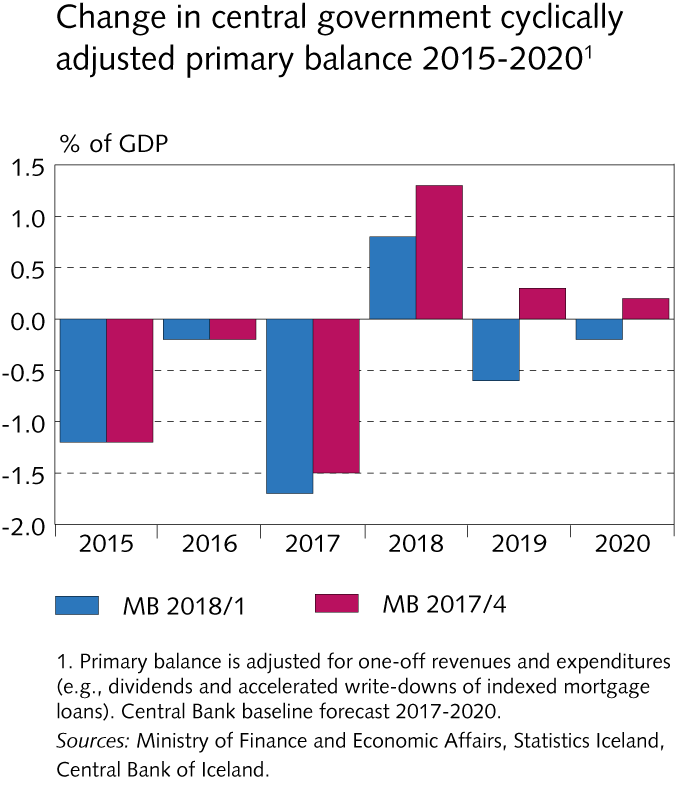 Change in central government cyclically
adjusted primary balance 2015-2020¹
% of GDP
1.5
1.0
0.5
0.0
-0.5
-1.0
-1.5
-2.0
2015 2016 2017 2018 2019 2020
MB 2018/1 MB 2017/4
1. Primary balance is adjusted for one-off revenues and expenditures
(e.g., dividends and accelerated write-downs of indexed mortgage
loans). Central Bank baseline forecast 2017-2020.
Sources: Ministry of Finance and Economic Affairs, Statistics Iceland,
Central Bank of Iceland.